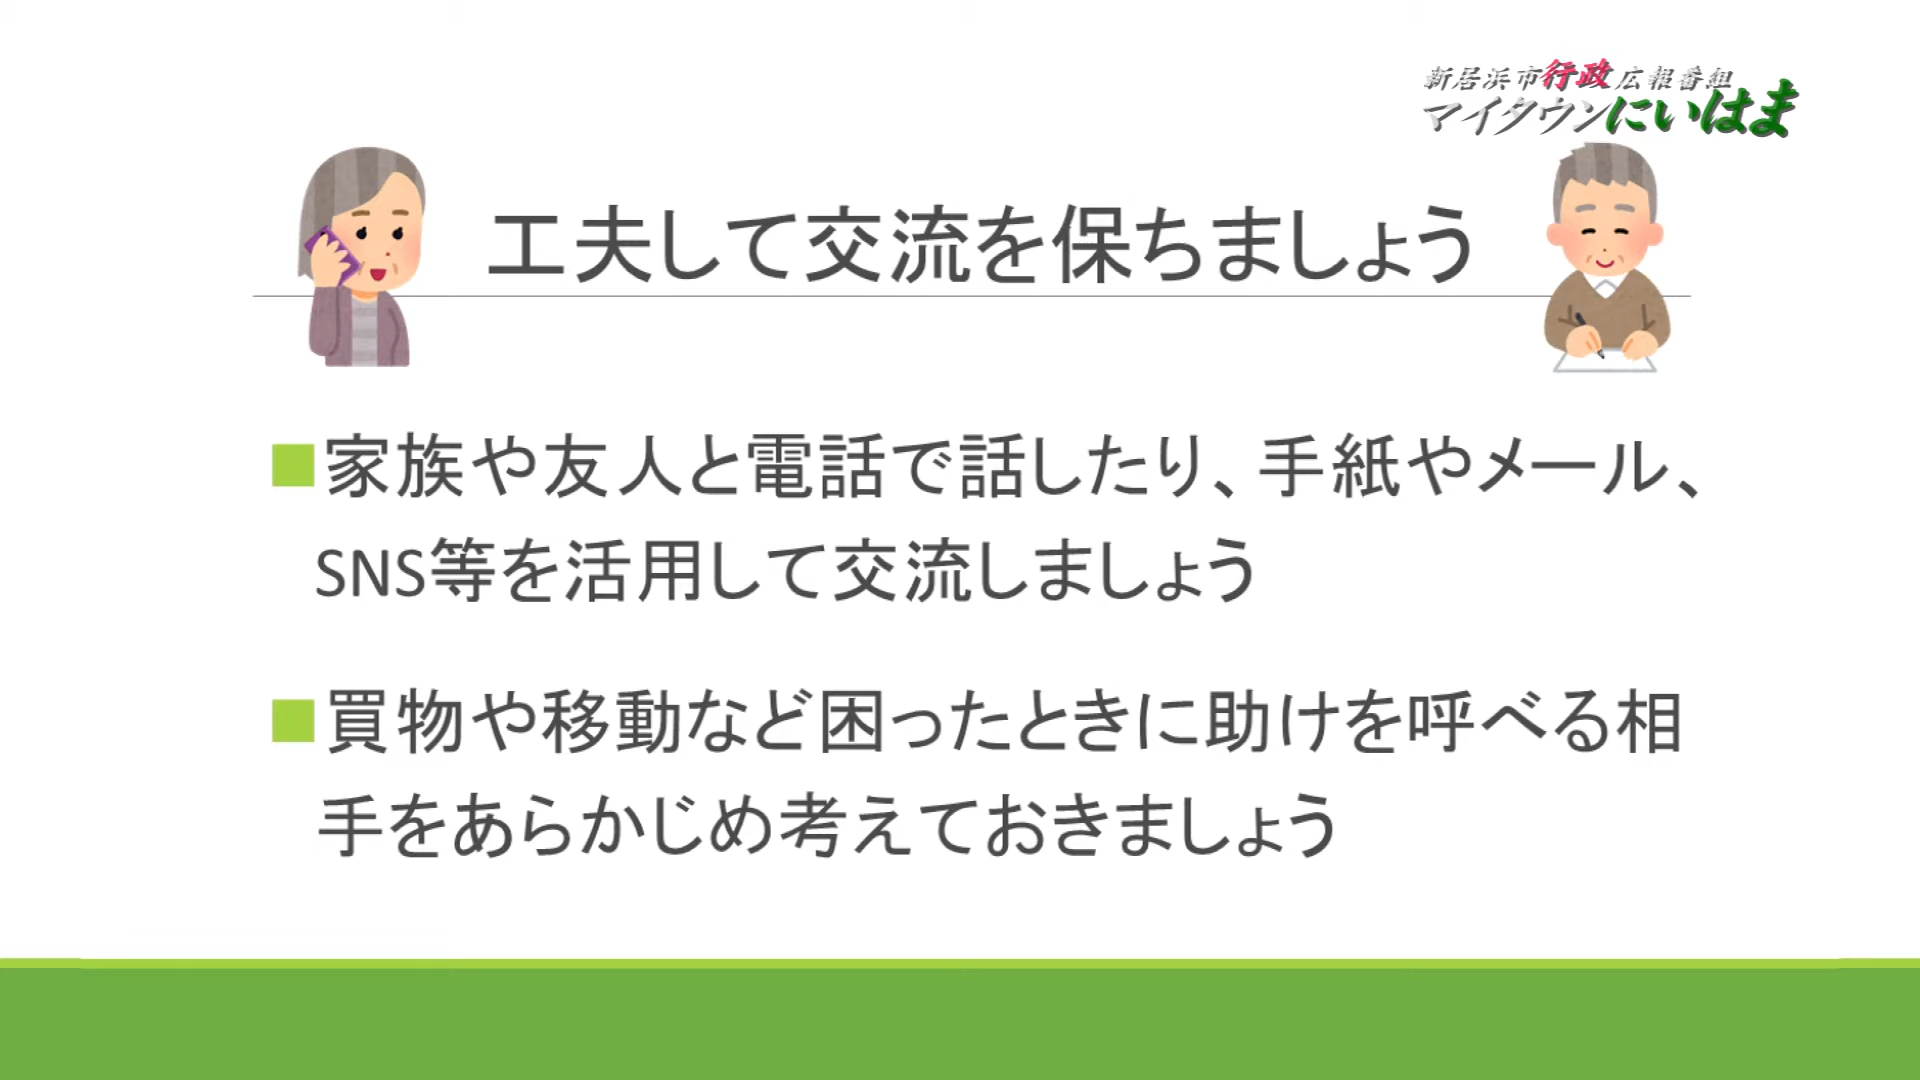 新居浜市行政広報番組
マイタウンにいはま
工夫して交流を保ちましょう
■家族や友人と電話で話したり、手紙やメール、
SNS等を活用して交流しましょう
■買物や移動など困ったときに助けを呼べる相
手をあらかじめ考えておきましょう